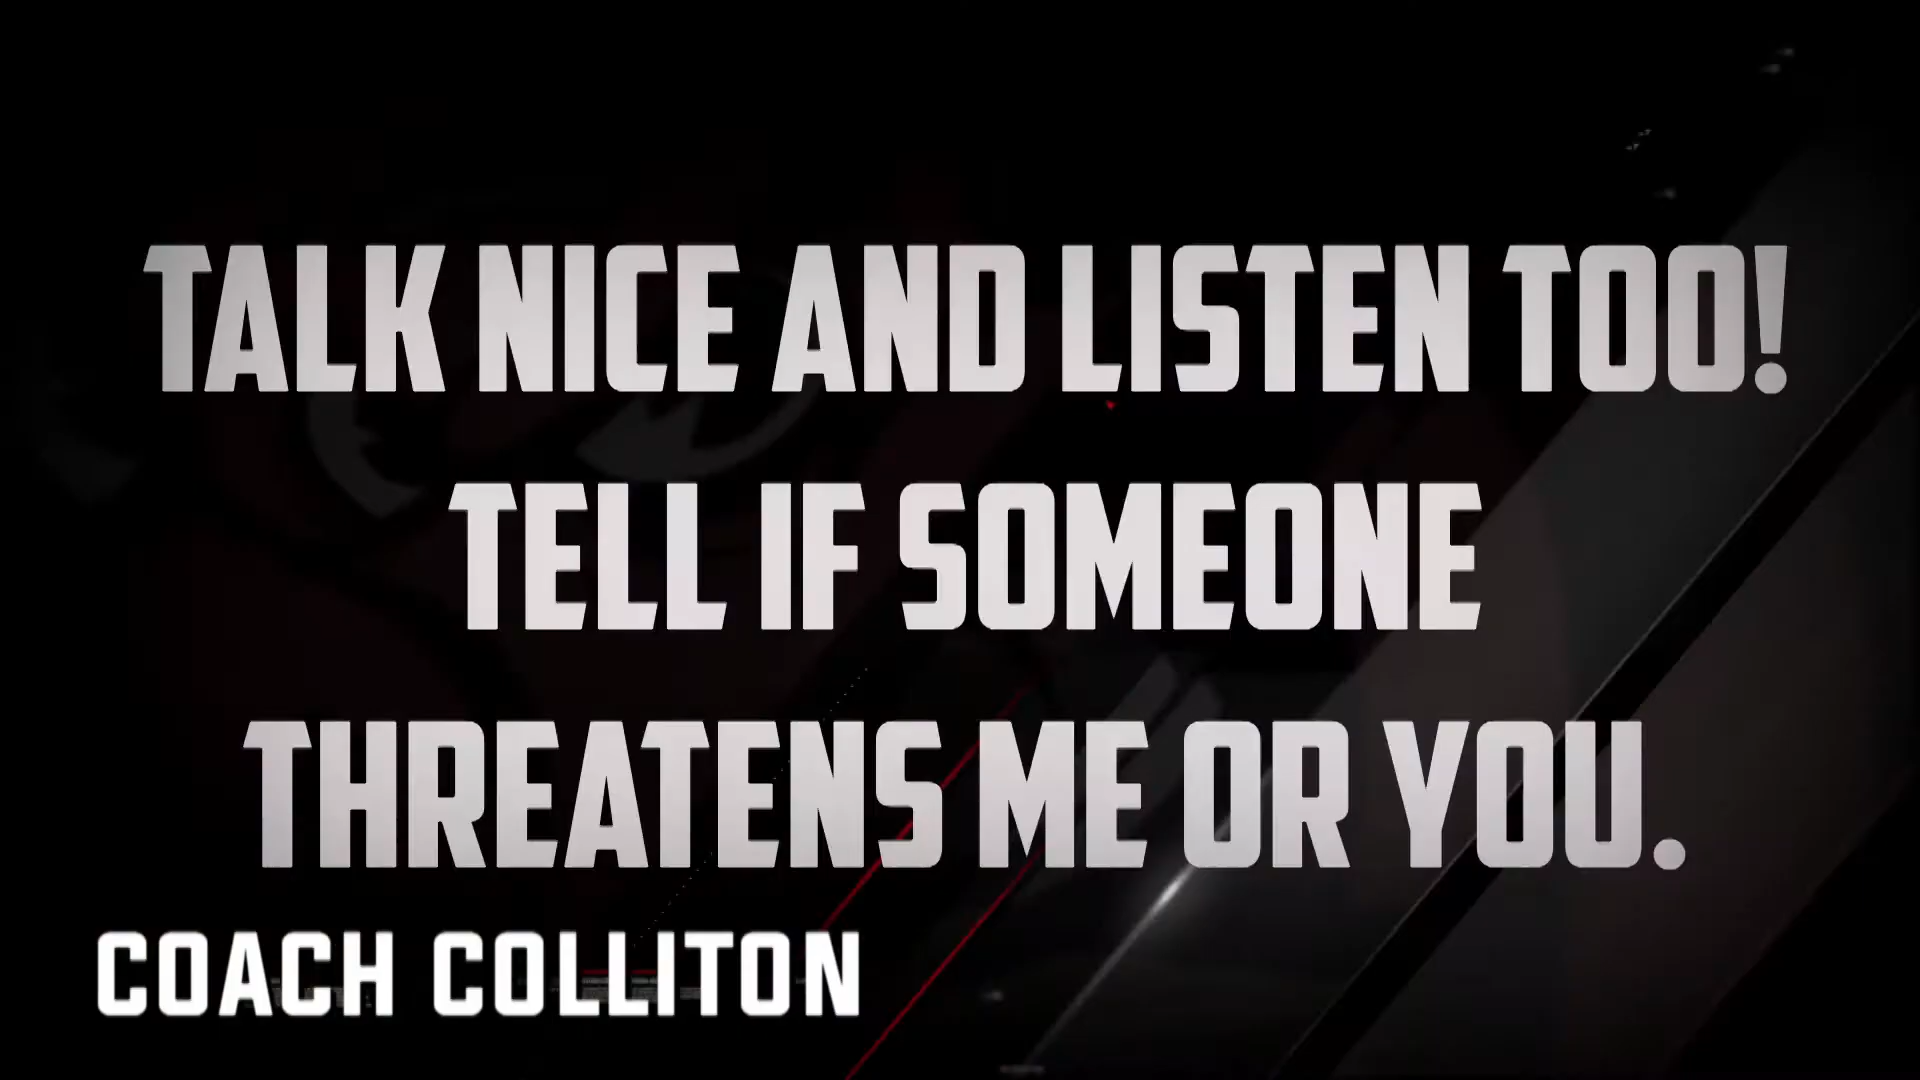 TALK NICE AND LISTEN TOO!
TELL IF SOMEONE
THREATENS ME OR YOU.
COACH COLLITON